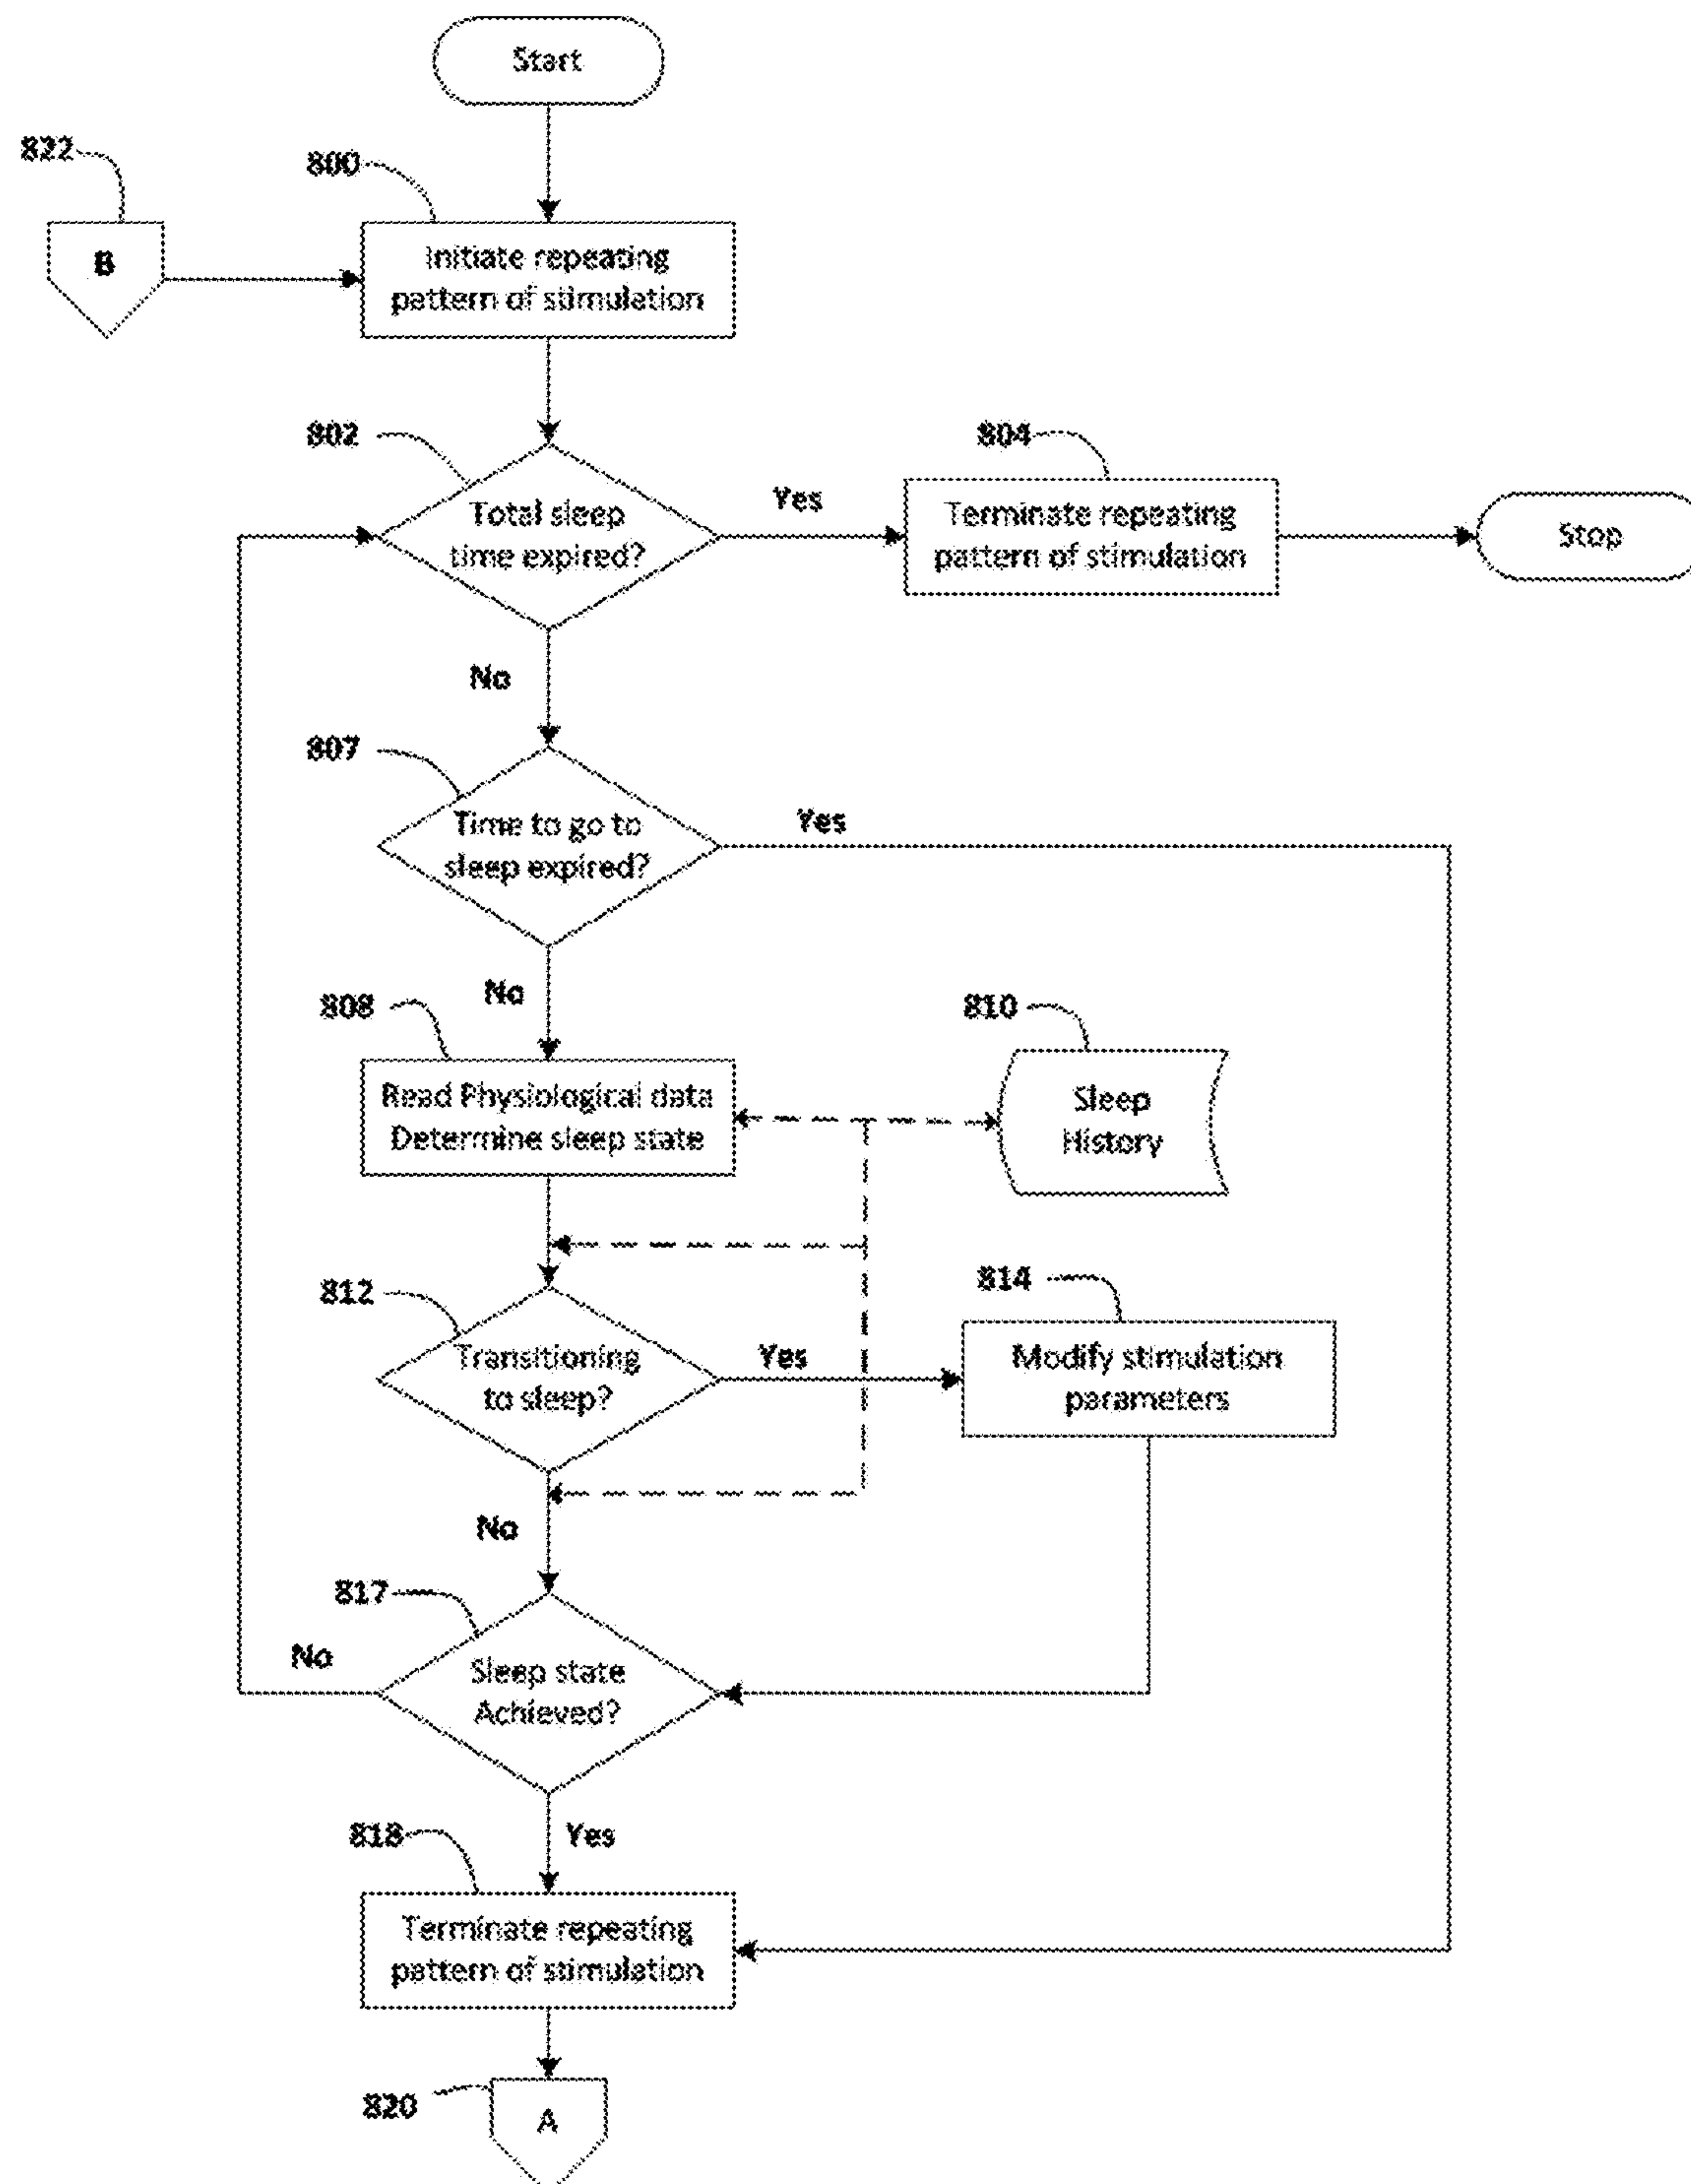 Start
822
800
B
Initiate repeating
pattern of stimulation
802
804
Total sleep
time expired?
Yes
Terminate repeating
pattern of stimulation
Stop
No
807
Time to go to
sleep expired?
Yes
No
808
810
Read Physiological data
Determine sleep state
Sleep
History
812
814
Transitioning
to sleep?
Yes
Modify stimulation
parameters
No
817
No
Sleep state
Achieved?
818
Yes
Terminate repeating
pattern of stimulation
820
A